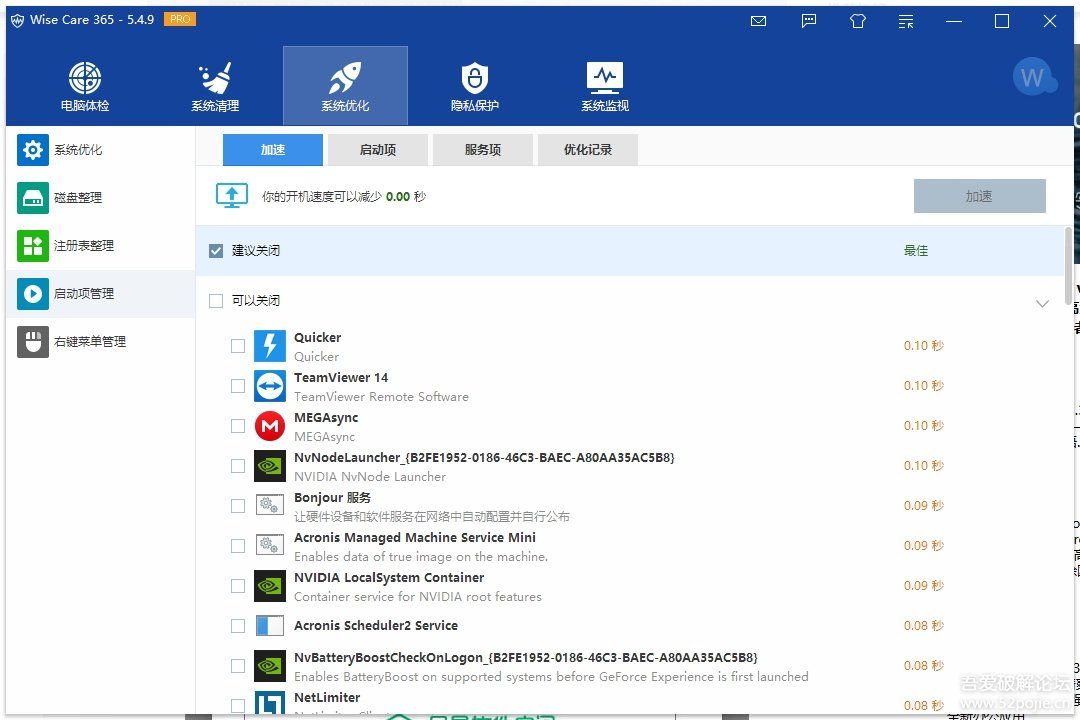 Wise Care 365 - 5.4.9 PRO
W
电脑体检 系统清理 系统优化 隐私保护 系统监视
系统优化
磁盘整理
注册表整理
启动项管理
右键菜单管理
加速 启动项 服务项 优化记录
你的开机速度可以减少 0.00 秒
加速
建议关闭 最佳
可以关闭
Quicker
Quicker
0.10 秒
TeamViewer 14
TeamViewer Remote Software
0.10 秒
MEGAsync
MEGAsync
0.10 秒
NvNodeLauncher_{B2FE1952-0186-46C3-BAEC-A80AA35AC5B8}
NVIDIA NvNode Launcher
0.10 秒
Bonjour 服务
让硬件设备和软件服务在网络中自动配置并自行公布
0.09 秒
Acronis Managed Machine Service Mini
Enables data of true image on the machine.
0.09 秒
NVIDIA LocalSystem Container
Container service for NVIDIA root features
0.09 秒
Acronis Scheduler2 Service
0.08 秒
NvBatteryBoostCheckOnLogon_{B2FE1952-0186-46C3-BAEC-A80AA35AC5B8}
Enables BatteryBoost on supported systems before GeForce Experience is first launched
0.08 秒
NetLimiter
0.08 秒
吾爱破解论坛
www.52pojie.cn